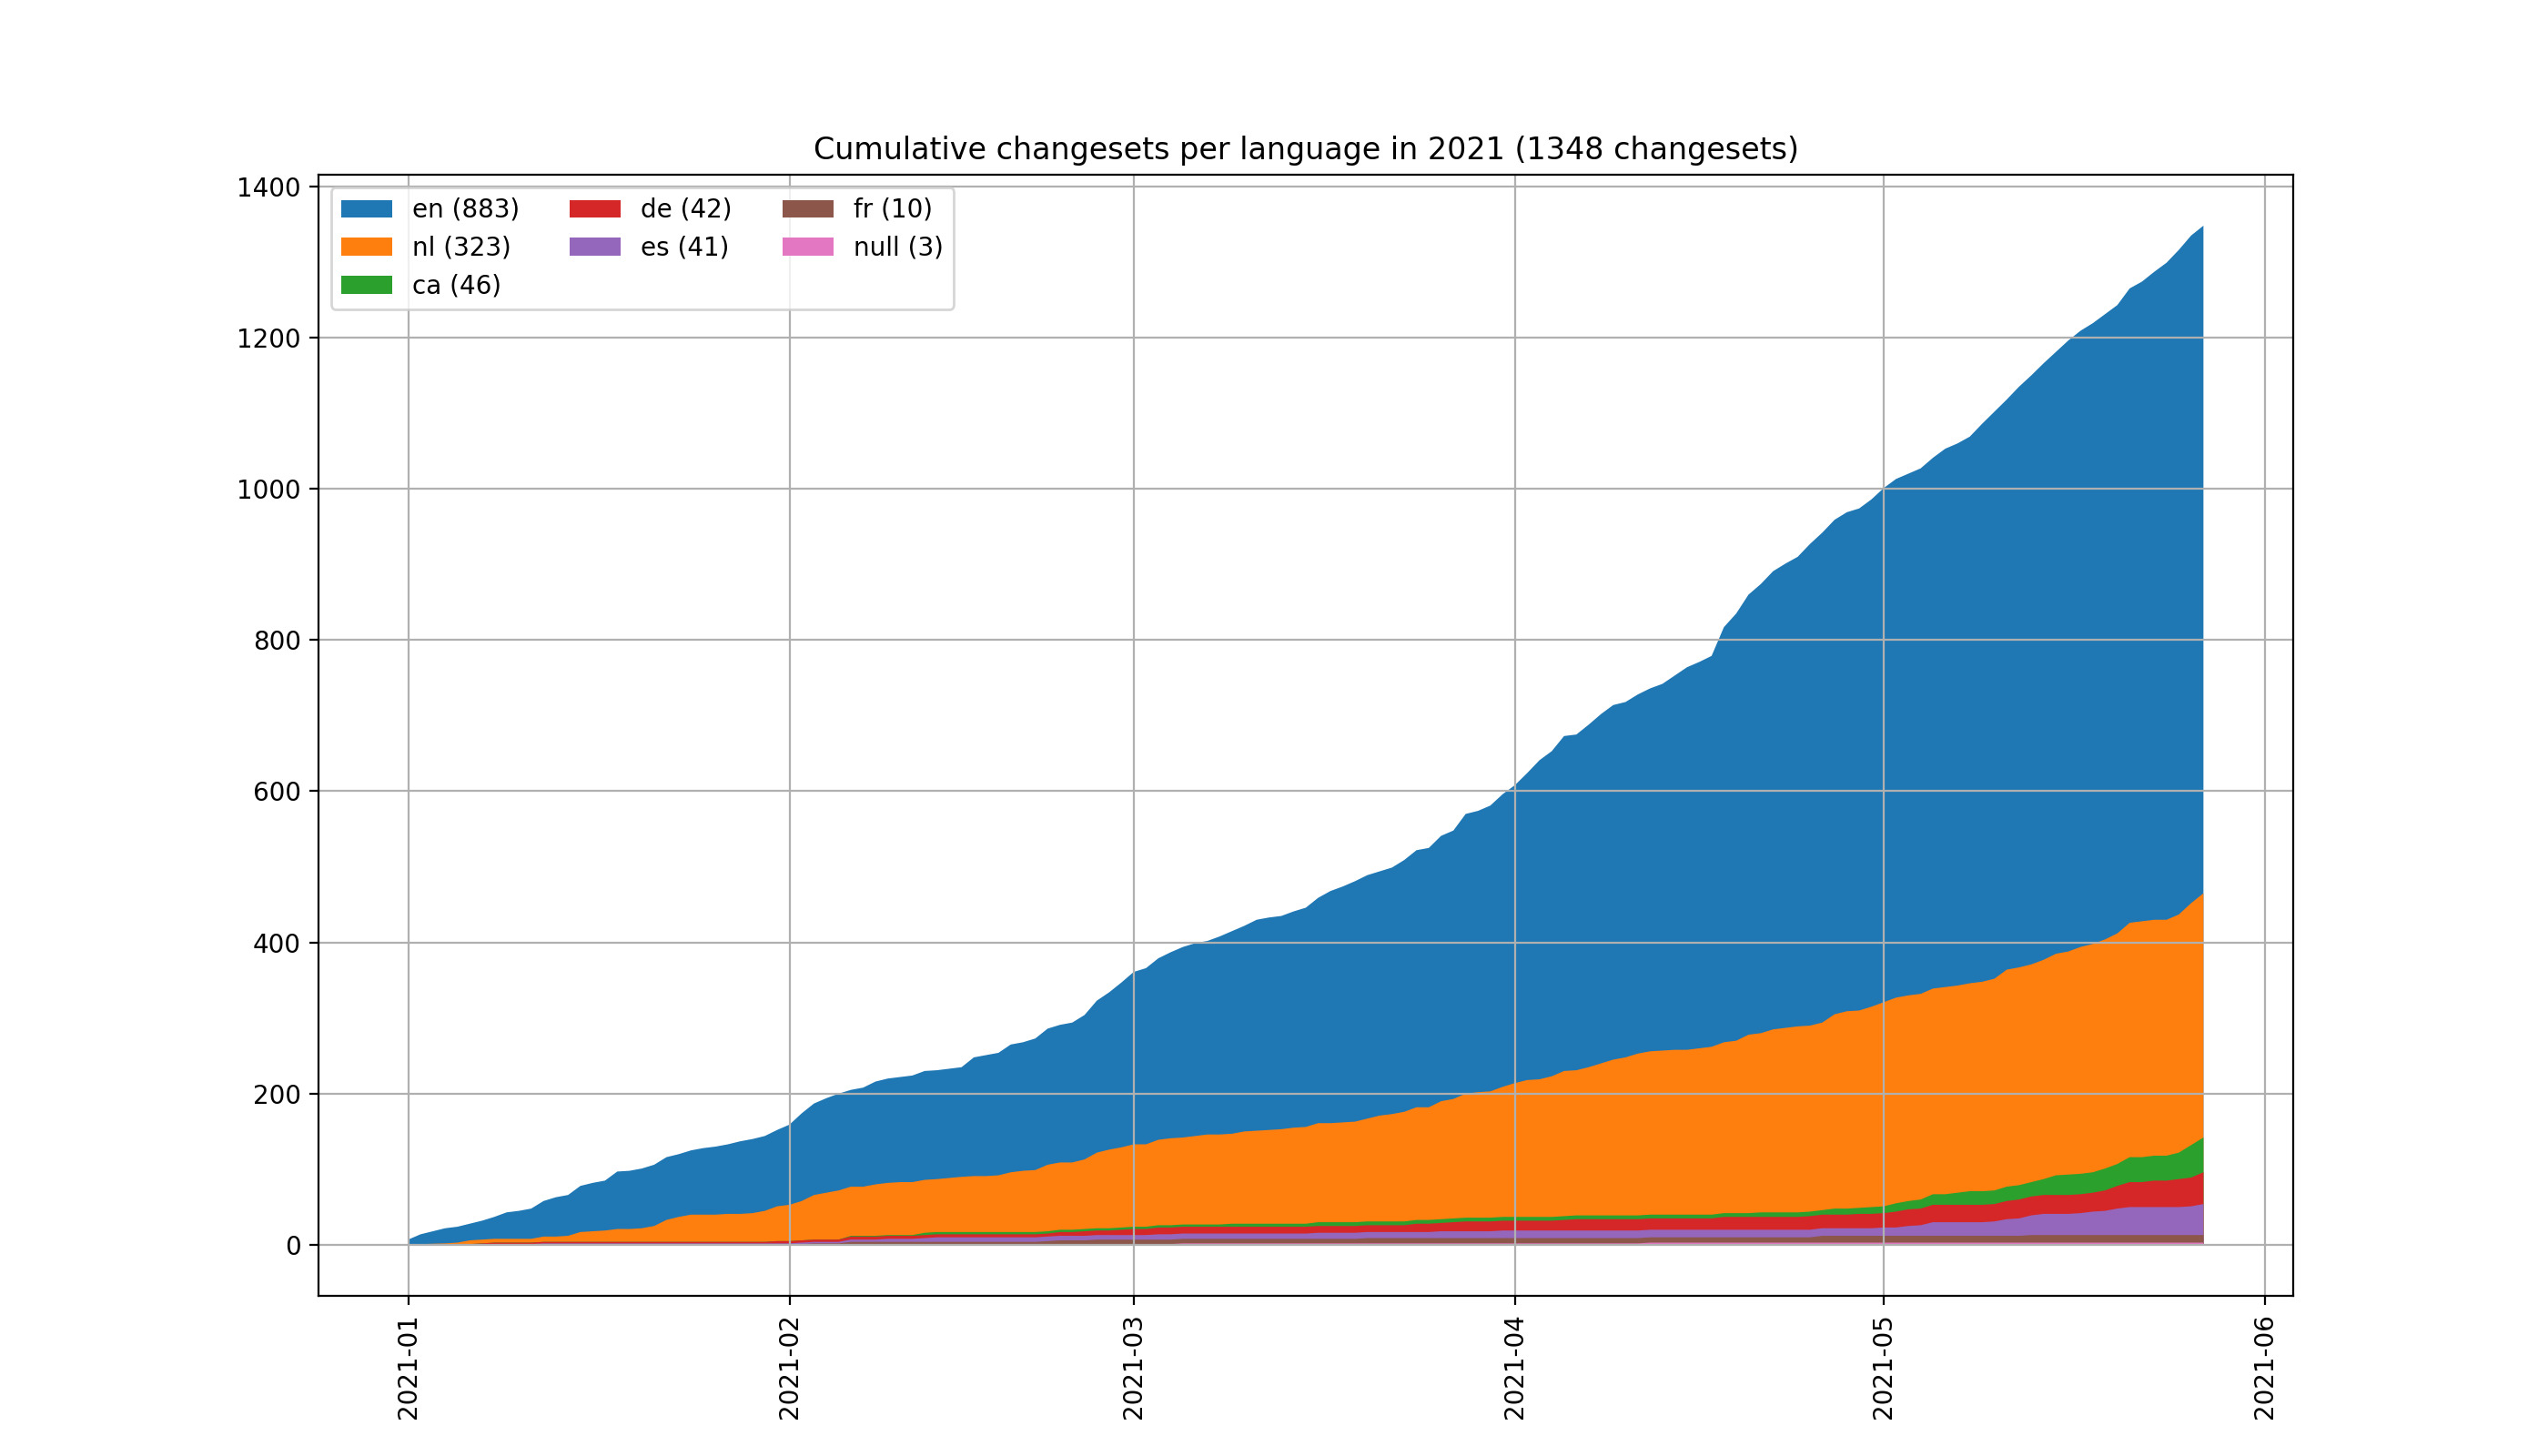 Cumulative changesets per language in 2021 (1348 changesets)
1400
1200
1000
800
600
400
200
0
en (883)
nl (323)
ca (46)
de (42)
es (41)
fr (10)
null (3)
2021-01
2021-02
2021-03
2021-04
2021-05
2021-06